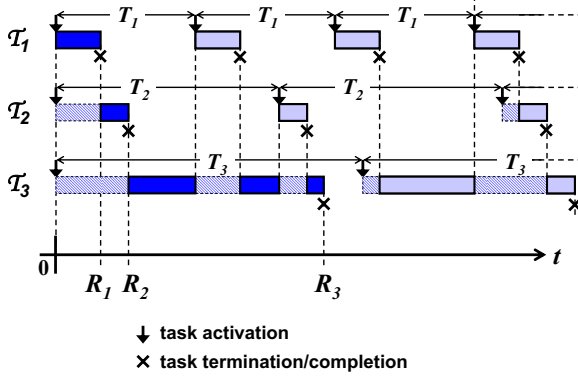 T1 T1 T1 T1
𝒯1
T2 T2
𝒯2
T3 T3
𝒯3
0 t
R1 R2 R3
task activation
task termination/completion